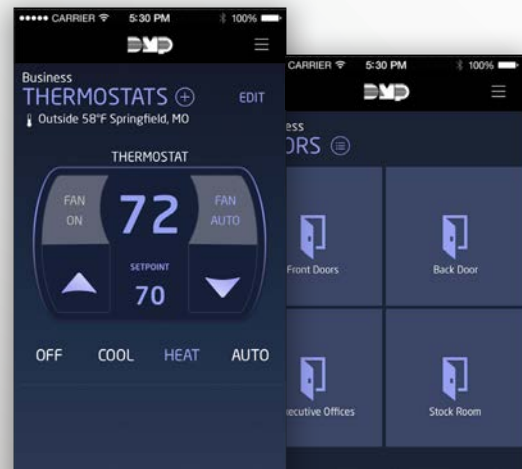 CARRIER 5:30 PM 100%
DMP
Business
THERMOSTATS
EDIT
Outside 58°F Springfield, MO
THERMOSTAT
FAN
ON
72
FAN
AUTO
SETPOINT
70
OFF COOL HEAT AUTO
CARRIER 5:30 PM 100%
DMP
ess
ORS
Front Doors
Back Door
ecutive Offices
Stock Room